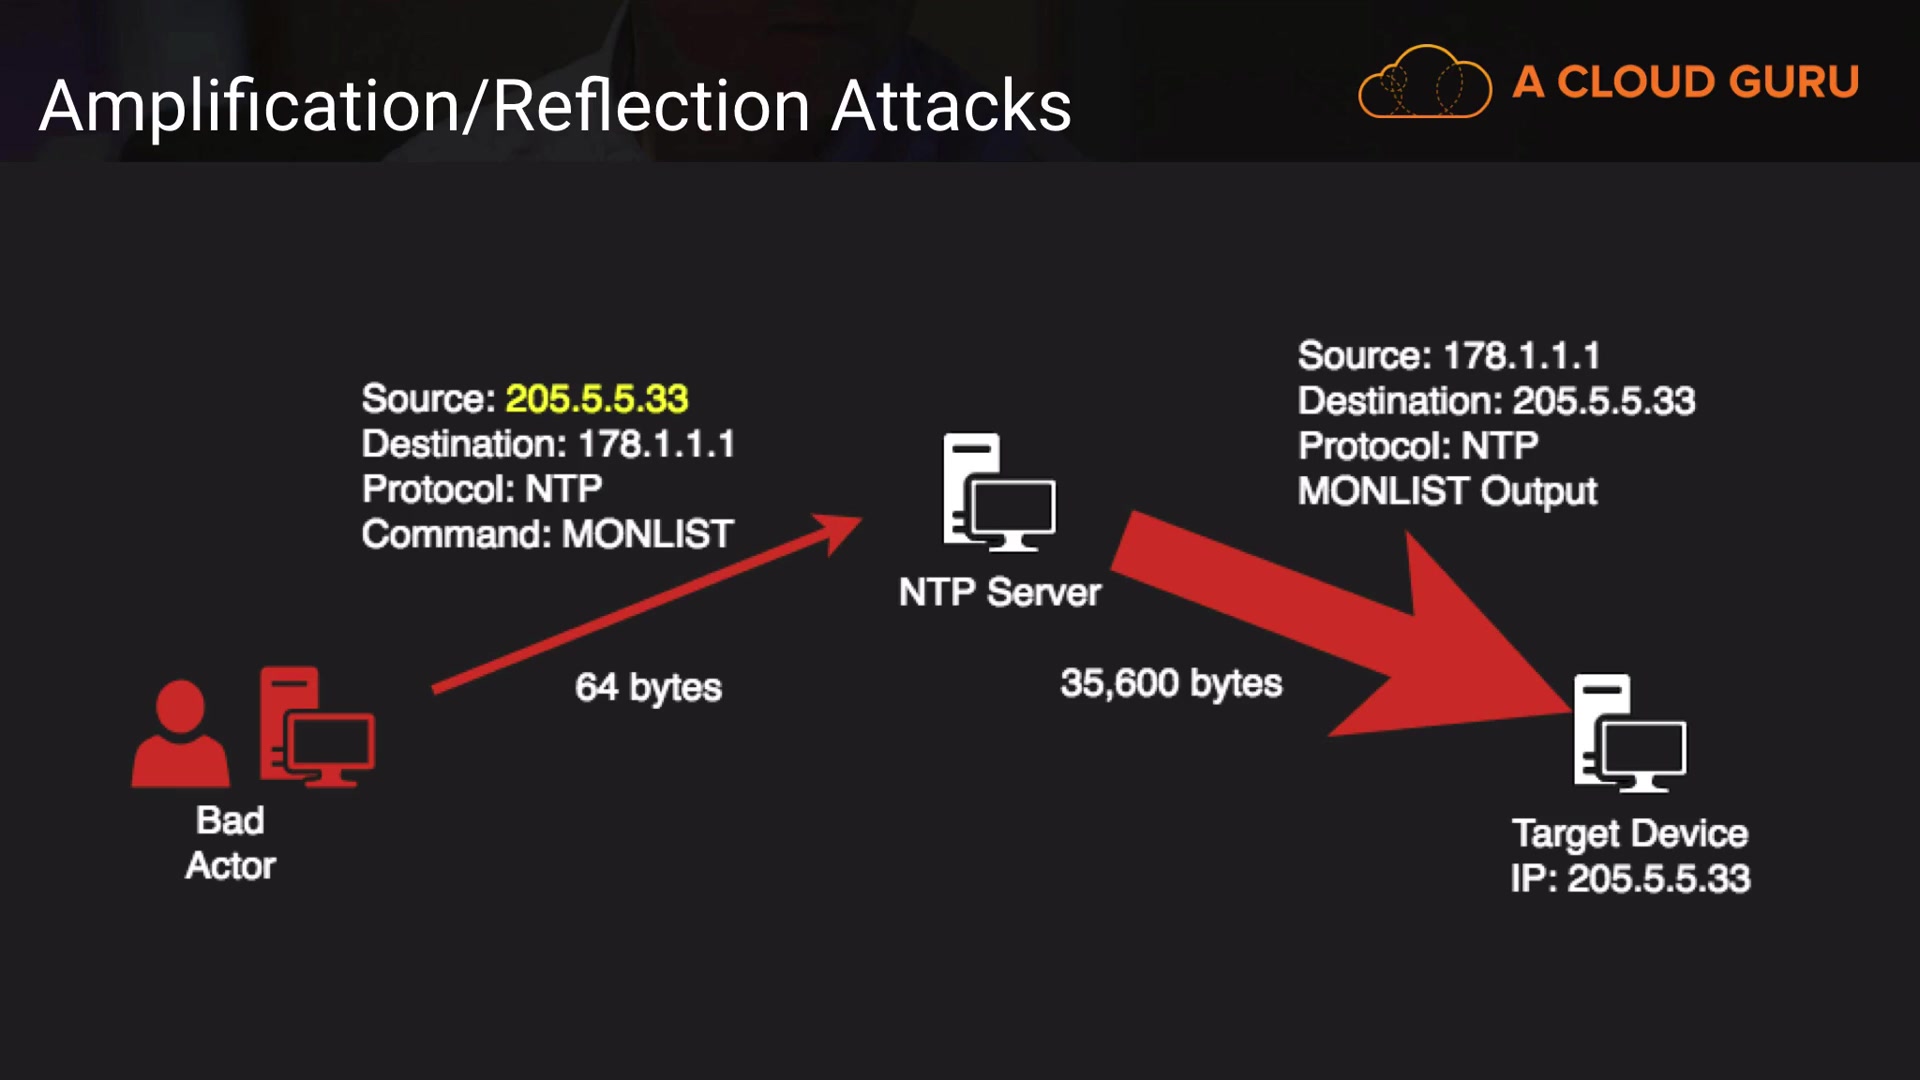 Amplification/Reflection Attacks
A CLOUD GURU
Source: 205.5.5.33
Destination: 178.1.1.1
Protocol: NTP
Command: MONLIST
Source: 178.1.1.1
Destination: 205.5.5.33
Protocol: NTP
MONLIST Output
NTP Server
64 bytes
35,600 bytes
Bad
Actor
Target Device
IP: 205.5.5.33